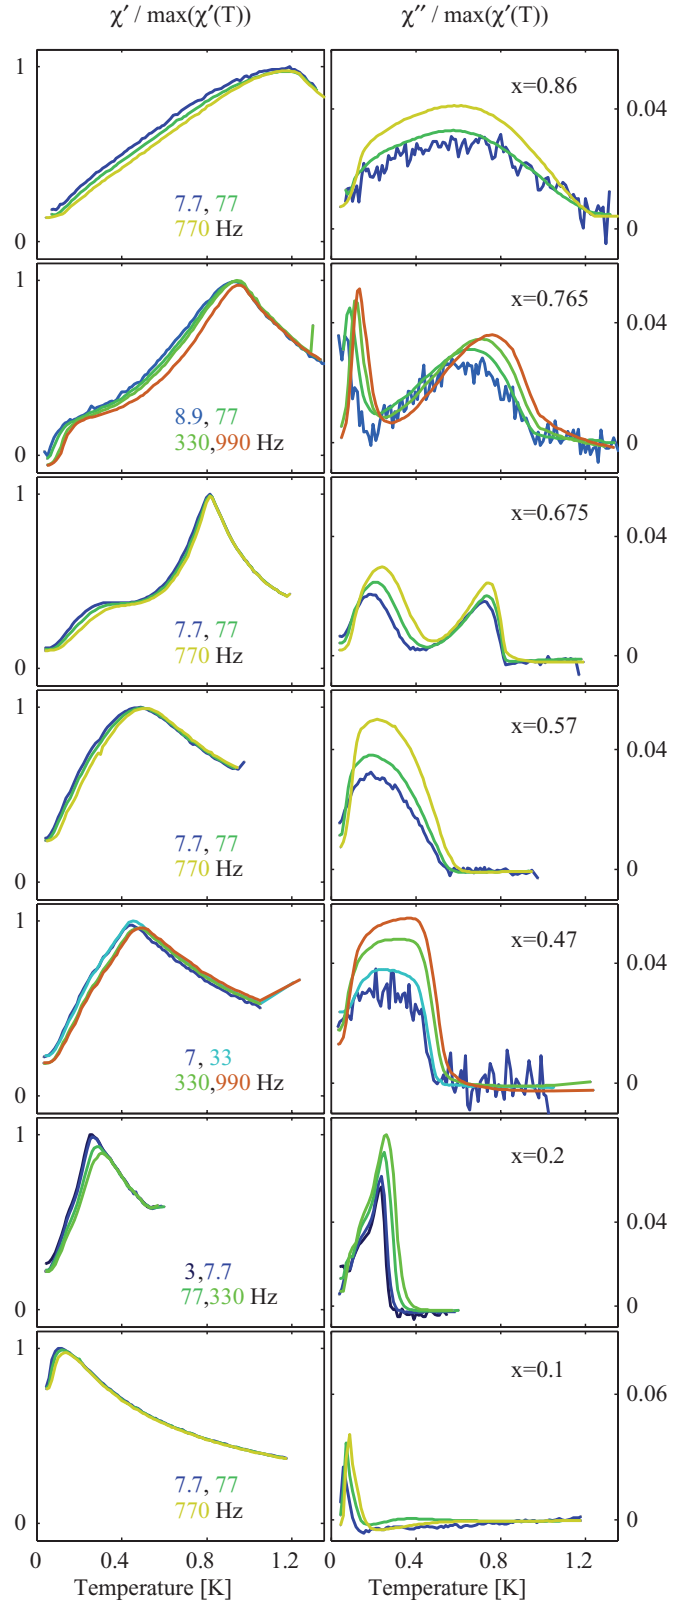 χ′ / max(χ′(T))
χ″ / max(χ′(T))
1
0
7.7, 77
770 Hz
x=0.86
0.04
0
1
0
8.9, 77
330,990 Hz
x=0.765
0.04
0
1
0
7.7, 77
770 Hz
x=0.675
0.04
0
1
0
7.7, 77
770 Hz
x=0.57
0.04
0
1
0
7, 33
330,990 Hz
x=0.47
0.04
0
1
0
3,7.7
77,330 Hz
x=0.2
0.04
0
1
0
7.7, 77
770 Hz
x=0.1
0.06
0
0 0.4 0.8 1.2
0 0.4 0.8 1.2
Temperature [K]
Temperature [K]